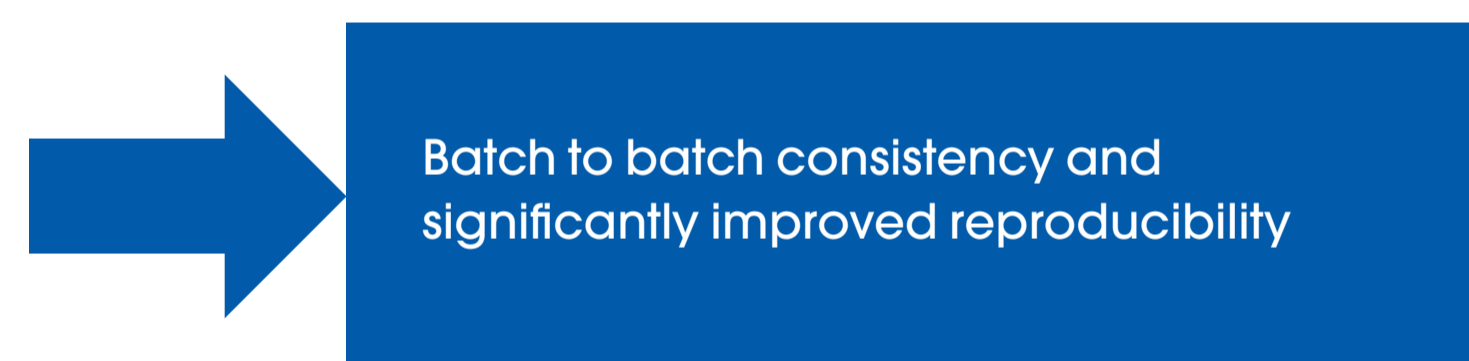 Batch to batch consistency and
significantly improved reproducibility